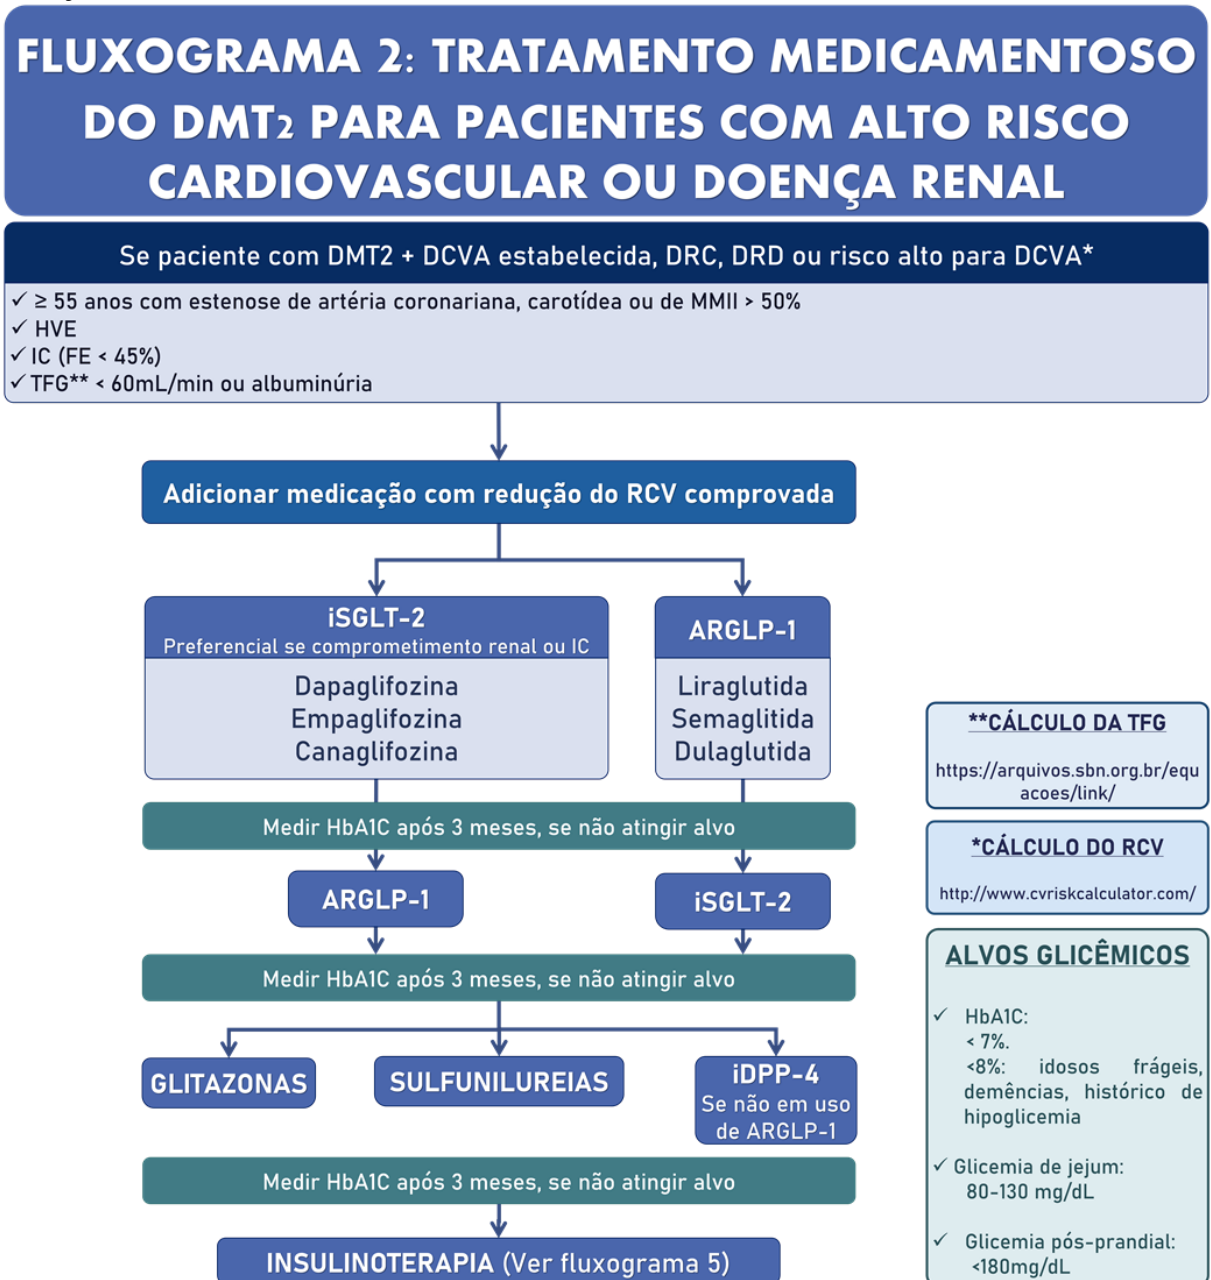 FLUXOGRAMA 2: TRATAMENTO MEDICAMENTOSO
DO DMT2 PARA PACIENTES COM ALTO RISCO
CARDIOVASCULAR OU DOENÇA RENAL
Se paciente com DMT2 + DCVA estabelecida, DRC, DRD ou risco alto para DCVA*
✓ ≥ 55 anos com estenose de artéria coronariana, carotídea ou de MMII > 50%
✓ HVE
✓ IC (FE < 45%)
✓ TFG** < 60mL/min ou albuminúria
Adicionar medicação com redução do RCV comprovada
iSGLT-2
Preferencial se comprometimento renal ou IC
Dapaglifozina
Empaglifozina
Canaglifozina
ARGLP-1
Liraglutida
Semaglitida
Dulaglutida
Medir HbA1C após 3 meses, se não atingir alvo
ARGLP-1
iSGLT-2
Medir HbA1C após 3 meses, se não atingir alvo
GLITAZONAS
SULFUNILUREIAS
iDPP-4
Se não em uso
de ARGLP-1
Medir HbA1C após 3 meses, se não atingir alvo
INSULINOTERAPIA (Ver fluxograma 5)
**CÁLCULO DA TFG
https://arquivos.sbn.org.br/equ
acoes/link/
*CÁLCULO DO RCV
http://www.cvriskcalculator.com/
ALVOS GLICÊMICOS
✓ HbA1C:
< 7%.
<8%: idosos frágeis,
demências, histórico de
hipoglicemia
✓ Glicemia de jejum:
80-130 mg/dL
✓ Glicemia pós-prandial:
<180mg/dL